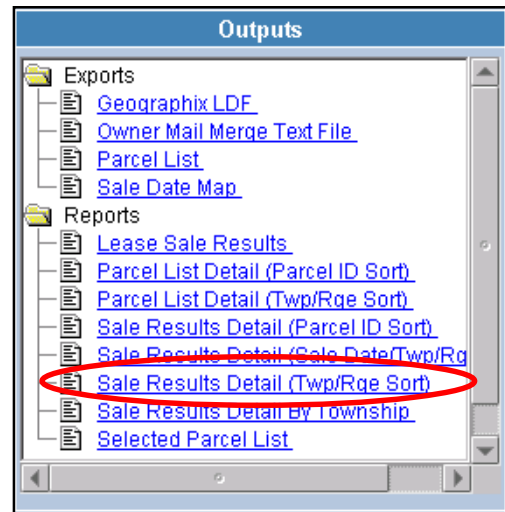 Outputs
Exports
Geographix LDF
Owner Mail Merge Text File
Parcel List
Sale Date Map
Reports
Lease Sale Results
Parcel List Detail (Parcel ID Sort)
Parcel List Detail (Twp/Rge Sort)
Sale Results Detail (Parcel ID Sort)
Sale Results Detail (Sale Date/Twp/Rg
Sale Results Detail (Twp/Rge Sort)
Sale Results Detail By Township
Selected Parcel List